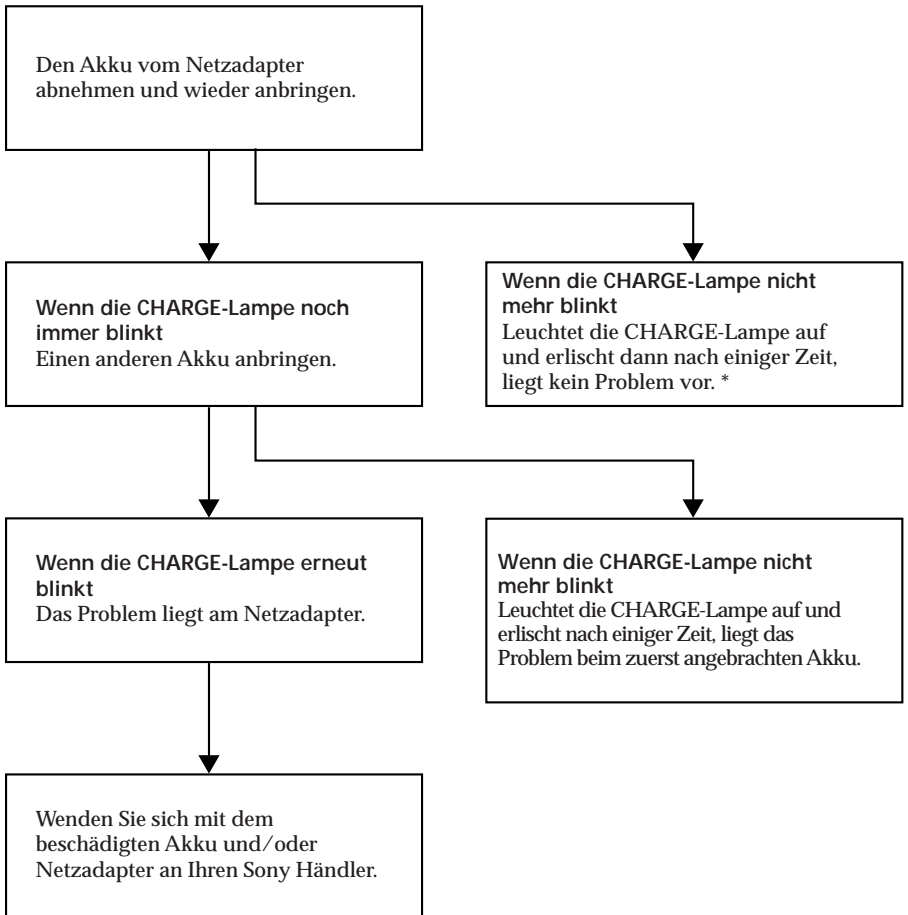 Den Akku vom Netzadapter
abnehmen und wieder anbringen.
Wenn die CHARGE-Lampe noch
immer blinkt
Einen anderen Akku anbringen.
Wenn die CHARGE-Lampe nicht
mehr blinkt
Leuchtet die CHARGE-Lampe auf
und erlischt dann nach einiger Zeit,
liegt kein Problem vor. *
Wenn die CHARGE-Lampe erneut
blinkt
Das Problem liegt am Netzadapter.
Wenn die CHARGE-Lampe nicht
mehr blinkt
Leuchtet die CHARGE-Lampe auf und
erlischt nach einiger Zeit, liegt das
Problem beim zuerst angebrachten Akku.
Wenden Sie sich mit dem
beschädigten Akku und/oder
Netzadapter an Ihren Sony Händler.